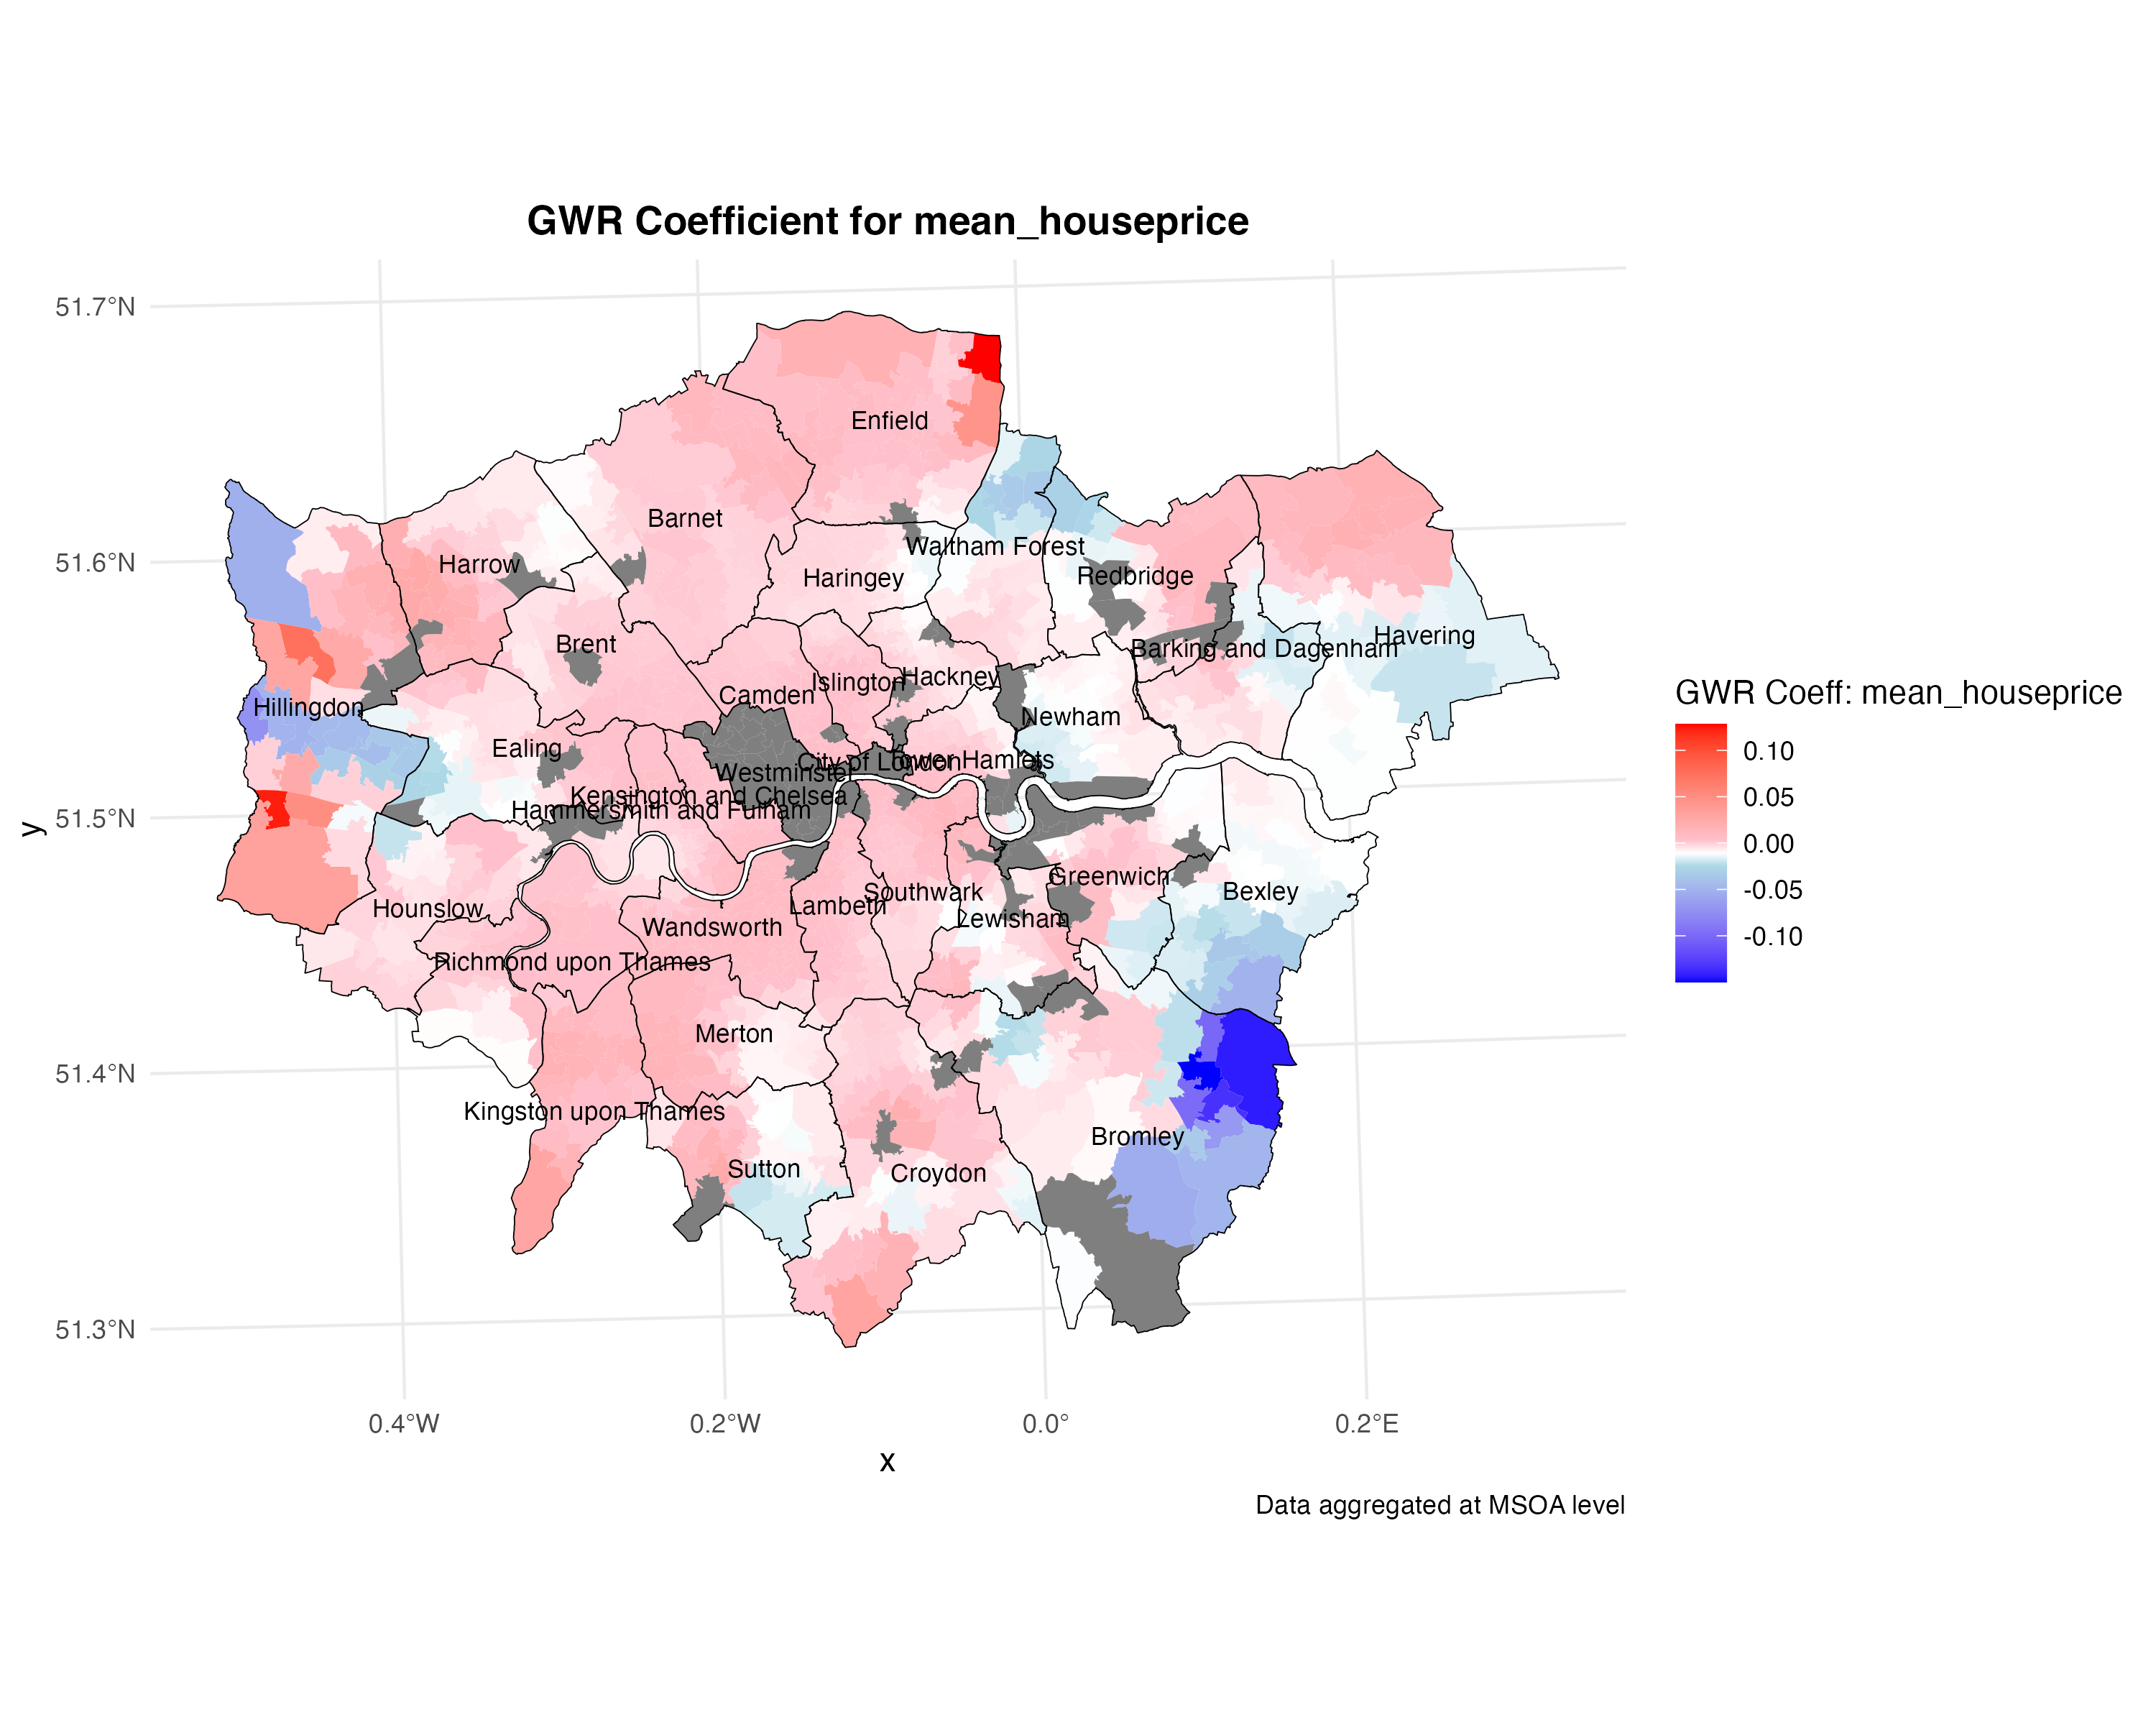 GWR Coefficient for mean_houseprice
51.7°N
51.6°N
51.5°N
51.4°N
51.3°N
y
Enfield
Barnet
Harrow
Waltham Forest
Haringey
Redbridge
Brent
Havering
Barking and Dagenham
Hackney
Islington
Camden
Hillingdon
Newham
Ealing
Tower Hamlets
City of London
Westminster
Kensington and Chelsea
Hammersmith and Fulham
Greenwich
Bexley
Southwark
Lambeth
Hounslow
Lewisham
Wandsworth
Richmond upon Thames
Merton
Kingston upon Thames
Bromley
Sutton
Croydon
0.4°W
0.2°W
0.0°
0.2°E
x
GWR Coeff: mean_houseprice
0.10
0.05
0.00
-0.05
-0.10
Data aggregated at MSOA level